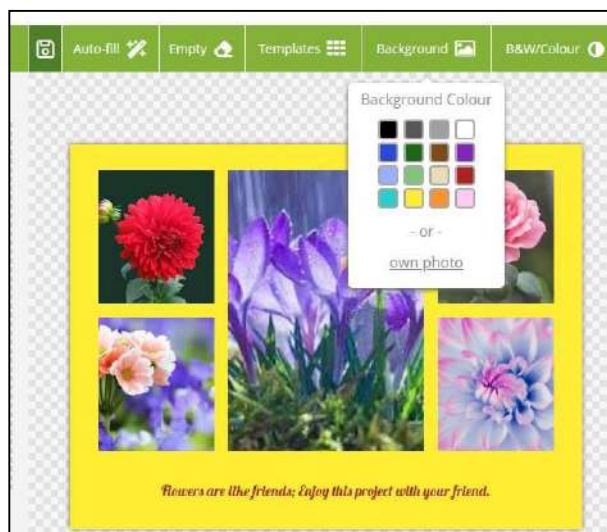 Auto-fill Empty Templates Background B&W/Colour
Background Colour
- or -
own photo
Flowers are like friends; Enjoy this project with your friend.